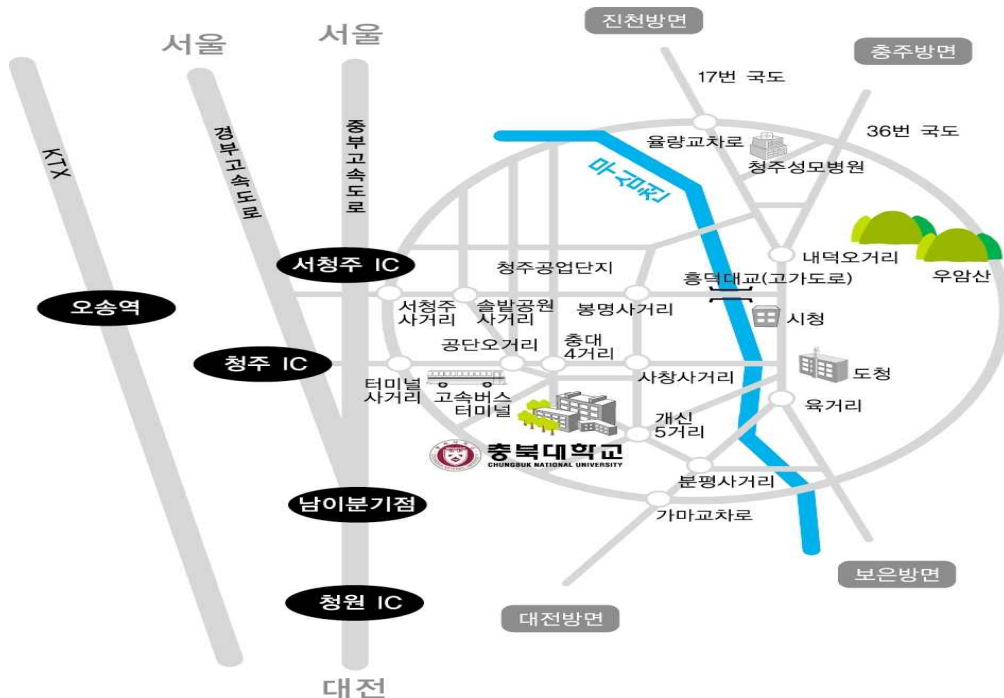 진천방면
서울
서울
충주방면
17번 국도
36번 국도
KTX
경부고속도로
중부고속도로
율량교차로
청주성모병원
무심천
서청주 IC
청주공업단지
내덕오거리
우암산
흥덕대교(고가도로)
오송역
서청주
사거리
솔밭공원
사거리
봉명사거리
시청
공단오거리
충대
4거리
청주 IC
터미널
사거리
고속버스
터미널
사창사거리
도청
육거리
개신
5거리
충북대학교
CHUNGBUK NATIONAL UNIVERSITY
분평사거리
남이분기점
가마교차로
보은방면
청원 IC
대전방면
대전